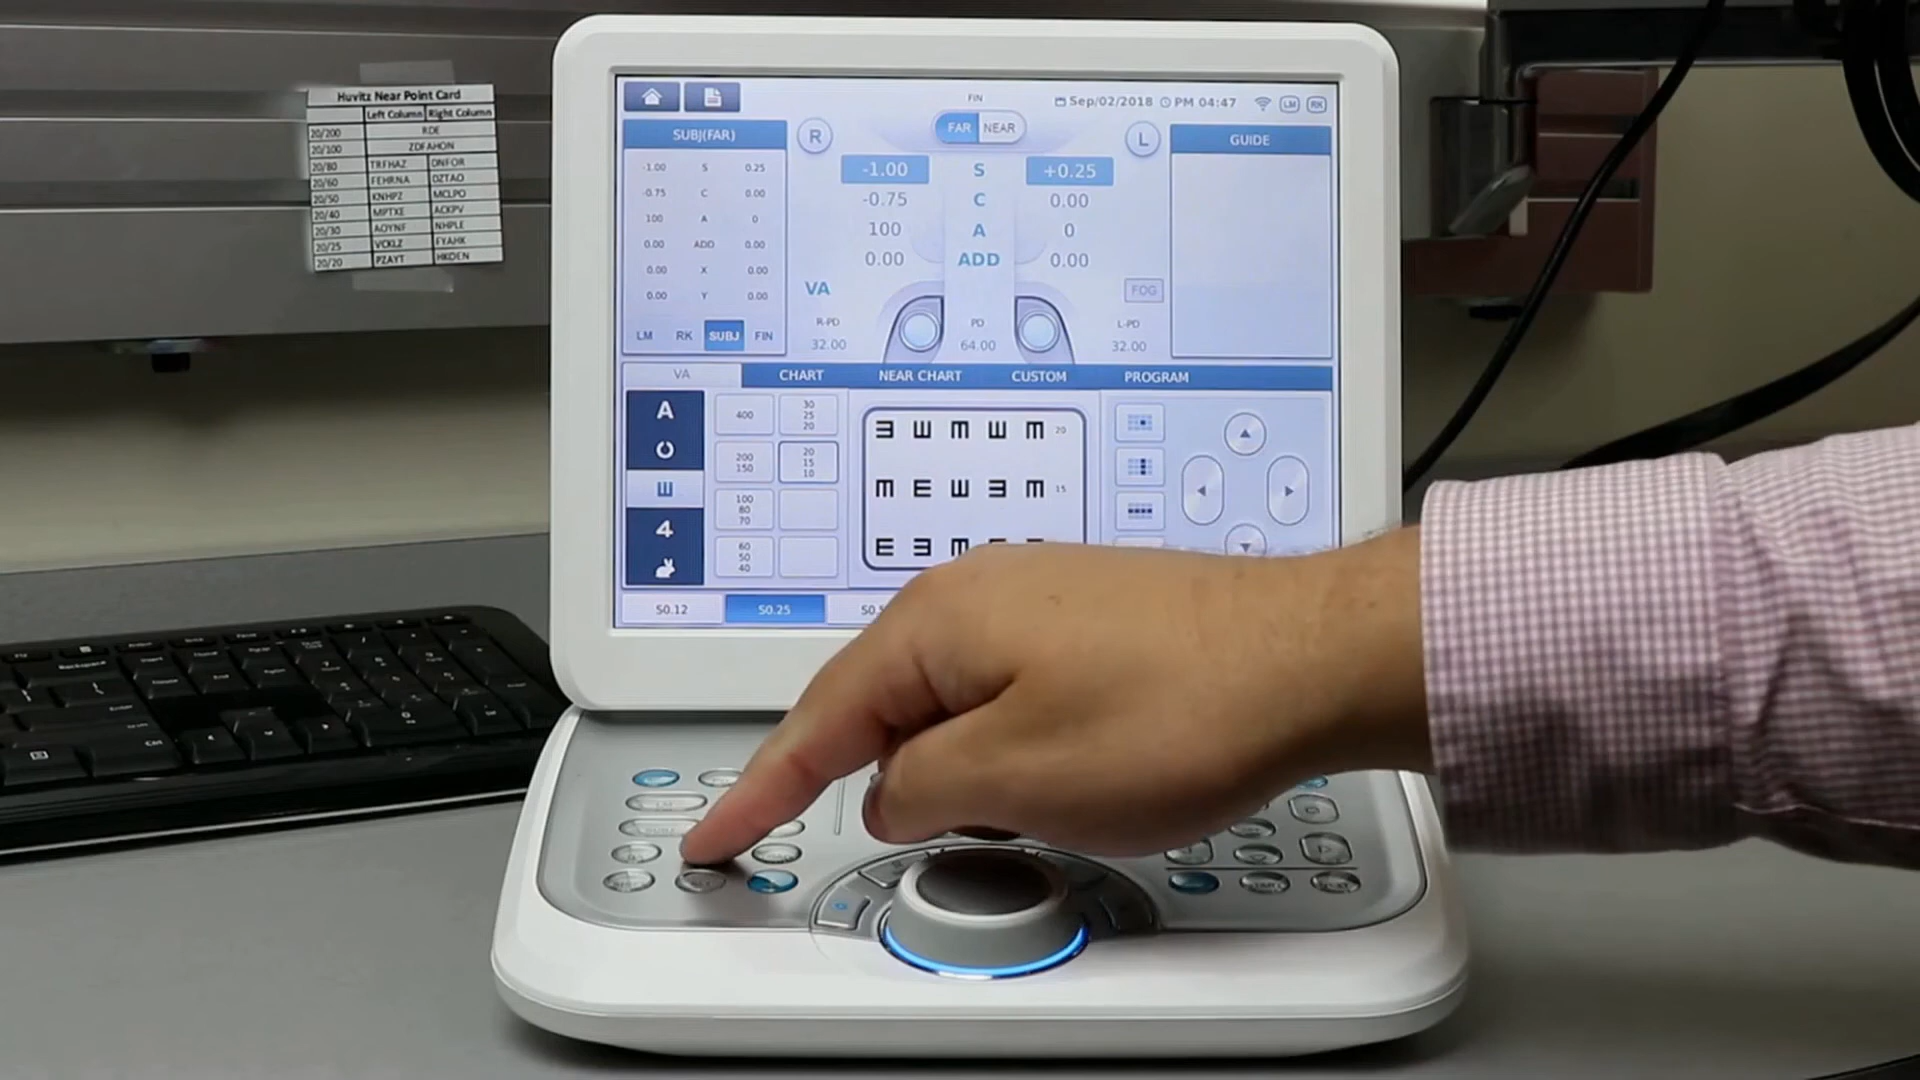 Huvitz Near Point Card
Left Column Right Column
20/200 RDE
20/100 ZDFAHON
20/80 TRFHAZ DNFOR
20/60 FEHRNA DZTAO
20/50 KNHPZ MCLPO
20/40 MPTXE ACKPV
20/30 AOYNF NHPLE
20/25 VCKLZ FYAHK
20/20 PZAYT HKDEN
FIN
Sep/02/2018 PM 04:47 LM RK
SUBJ(FAR)
-1.00 S 0.25
-0.75 C 0.00
100 A 0
0.00 ADD 0.00
0.00 X 0.00
0.00 Y 0.00
LM RK SUBJ FIN
R FAR NEAR L
-1.00 S +0.25
-0.75 C 0.00
100 A 0
0.00 ADD 0.00
VA FOG
R-PD PD L-PD
32.00 64.00 32.00
GUIDE
VA CHART NEAR CHART CUSTOM PROGRAM
A
4
400
30
25
20
200
150
20
15
10
100
80
70
60
50
40
20
15
S0.12 S0.25